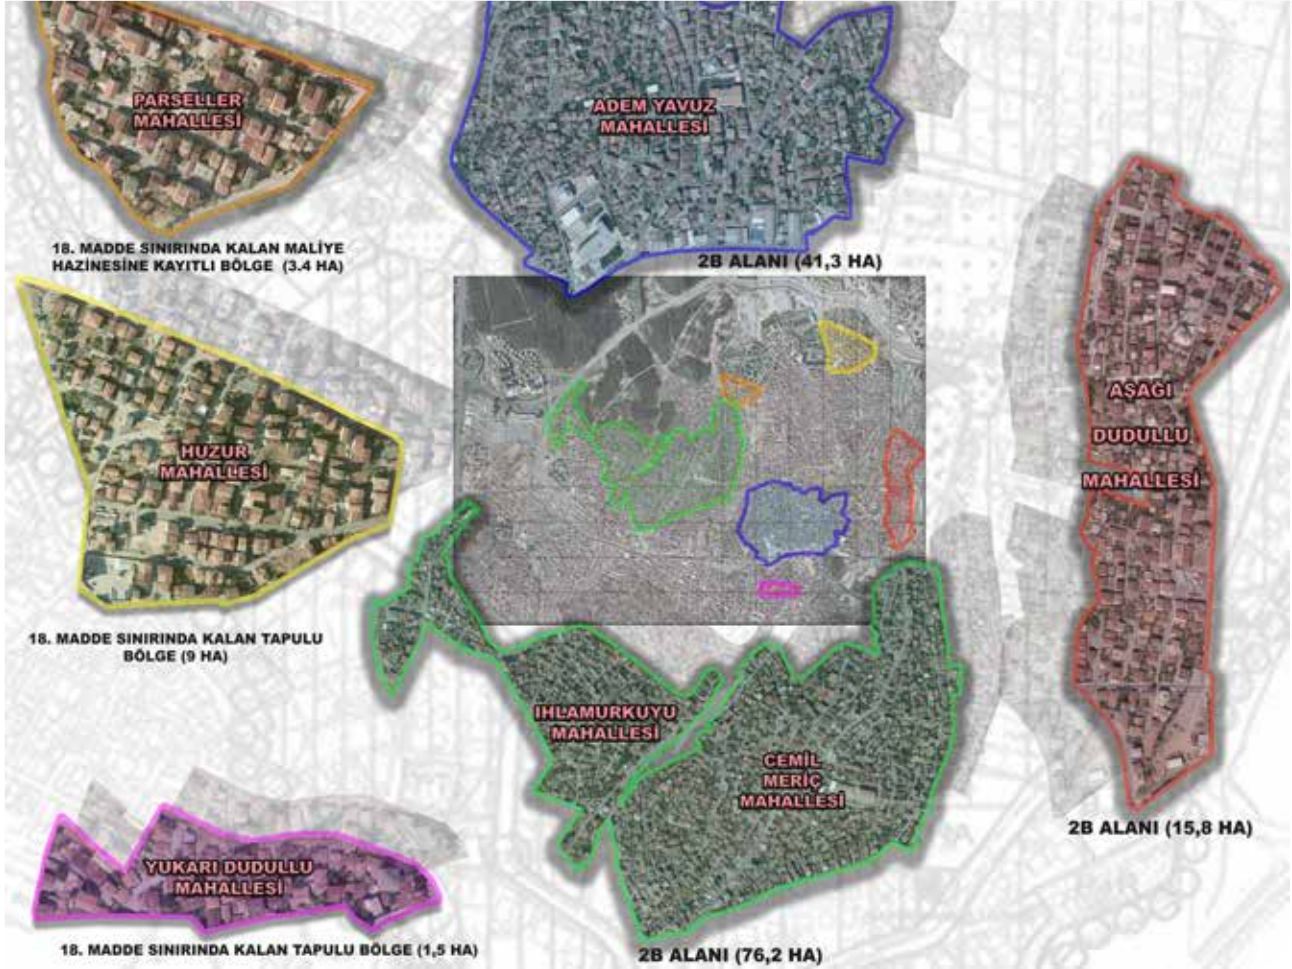 PARSELLER
MAHALLESİ
18. MADDE SINIRINDA KALAN MALİYE
HAZİNESİNE KAYITLI BÖLGE (3.4 HA)
ADEM YAVUZ
MAHALLESİ
2B ALANI (41,3 HA)
HUZUR
MAHALLESİ
18. MADDE SINIRINDA KALAN TAPULU
BÖLGE (9 HA)
AŞAĞI
DUDULLU
MAHALLESİ
2B ALANI (15,8 HA)
IHLAMURKUYU
MAHALLESİ
CEMİL
MERİÇ
MAHALLESİ
2B ALANI (76,2 HA)
YUKARI DUDULLU
MAHALLESİ
18. MADDE SINIRINDA KALAN TAPULU BÖLGE (1,5 HA)